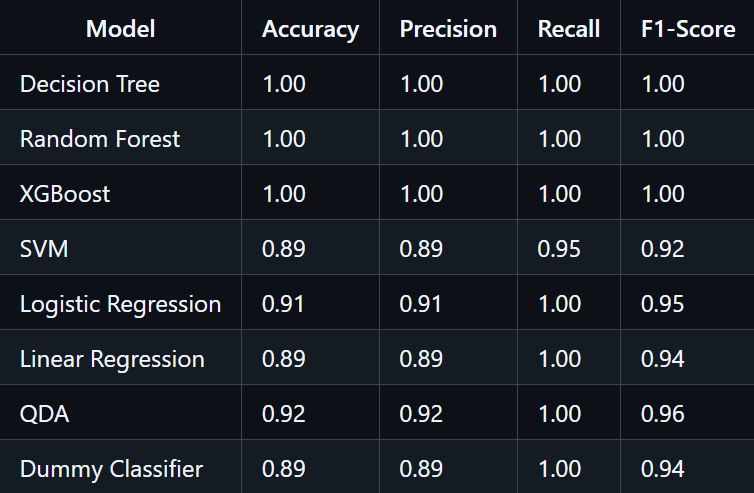 Model Accuracy Precision Recall F1-Score
Decision Tree 1.00 1.00 1.00 1.00
Random Forest 1.00 1.00 1.00 1.00
XGBoost 1.00 1.00 1.00 1.00
SVM 0.89 0.89 0.95 0.92
Logistic Regression 0.91 0.91 1.00 0.95
Linear Regression 0.89 0.89 1.00 0.94
QDA 0.92 0.92 1.00 0.96
Dummy Classifier 0.89 0.89 1.00 0.94